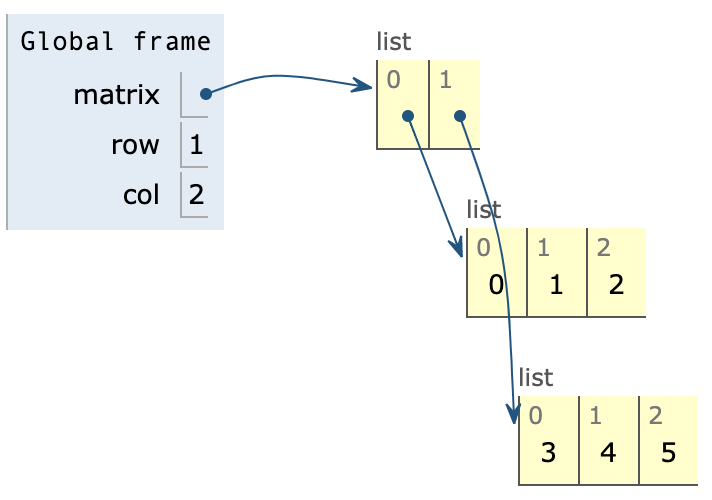 Global frame
matrix
row 1
col 2
list
0 1
list
0 1 2
0 1 2
list
0 1 2
3 4 5